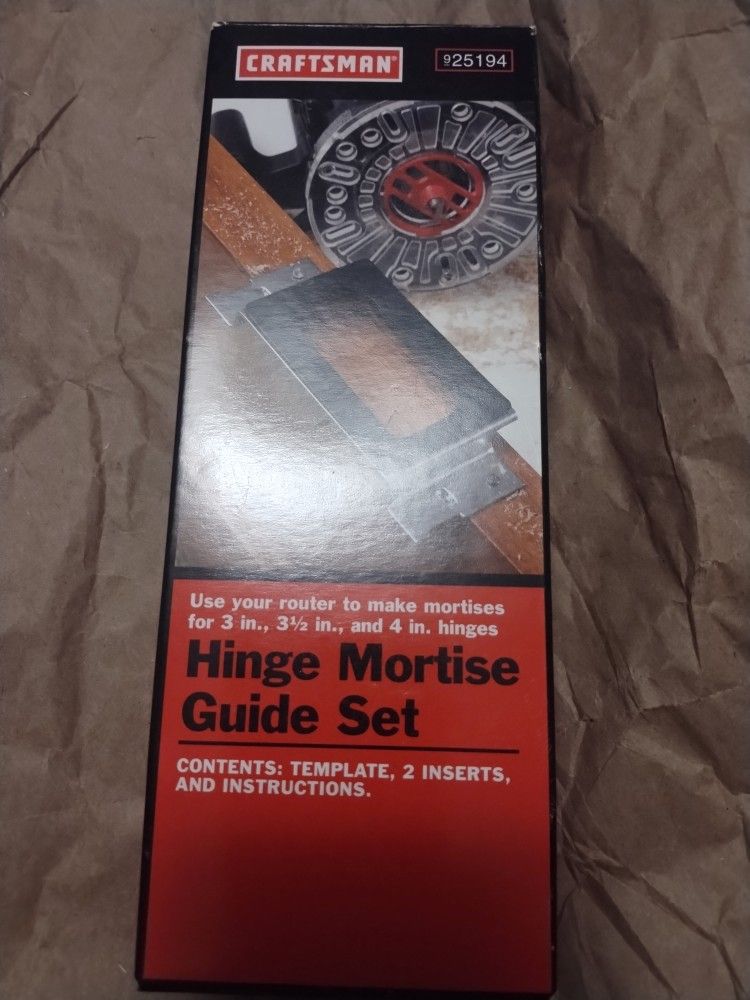 CRAFTSMAN®
925194
Use your router to make mortises
for 3 in., 3½ in., and 4 in. hinges
Hinge Mortise
Guide Set
CONTENTS: TEMPLATE, 2 INSERTS,
AND INSTRUCTIONS.